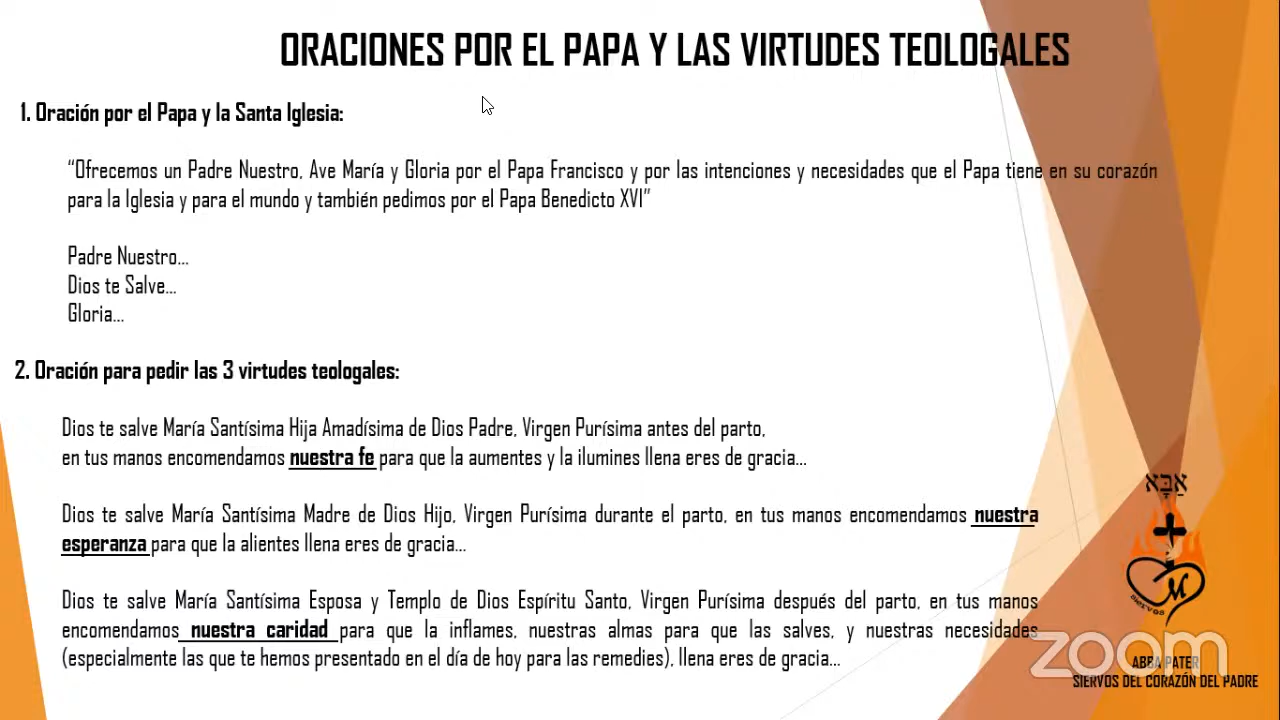 ORACIONES POR EL PAPA Y LAS VIRTUDES TEOLOGALES
1. Oración por el Papa y la Santa Iglesia:
“Ofrecemos un Padre Nuestro, Ave María y Gloria por el Papa Francisco y por las intenciones y necesidades que el Papa tiene en su corazón
para la Iglesia y para el mundo y también pedimos por el Papa Benedicto XVI”
Padre Nuestro...
Dios te Salve...
Gloria...
2. Oración para pedir las 3 virtudes teologales:
Dios te salve María Santísima Hija Amadísima de Dios Padre, Virgen Purísima antes del parto,
en tus manos encomendamos nuestra fe para que la aumentes y la ilumines llena eres de gracia...
Dios te salve María Santísima Madre de Dios Hijo, Virgen Purísima durante el parto, en tus manos encomendamos nuestra
esperanza para que la alientes llena eres de gracia...
Dios te salve María Santísima Esposa y Templo de Dios Espíritu Santo, Virgen Purísima después del parto, en tus manos
encomendamos nuestra caridad para que la inflames, nuestras almas para que las salves, y nuestras necesidades
(especialmente las que te hemos presentado en el día de hoy para las remedies), llena eres de gracia...
אַבָּא
M
siervos
zoom
ABBA PATER
SIERVOS DEL CORAZÓN DEL PADRE